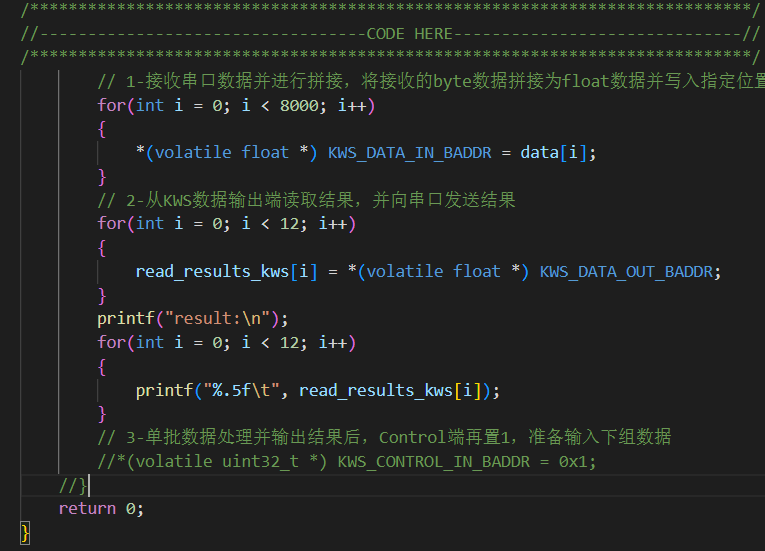 /***************************************************************************/
//----------------------------------CODE HERE------------------------------//
/***************************************************************************/
// 1-接收串口数据并进行拼接，将接收的byte数据拼接为float数据并写入指定位置
for(int i = 0; i < 8000; i++)
{
*(volatile float *) KWS_DATA_IN_BADDR = data[i];
}
// 2-从KWS数据输出端读取结果，并向串口发送结果
for(int i = 0; i < 12; i++)
{
read_results_kws[i] = *(volatile float *) KWS_DATA_OUT_BADDR;
}
printf("result:\n");
for(int i = 0; i < 12; i++)
{
printf("%.5f\t", read_results_kws[i]);
}
// 3-单批数据处理并输出结果后，Control端再置1，准备输入下组数据
//*(volatile uint32_t *) KWS_CONTROL_IN_BADDR = 0x1;
//}
return 0;
}